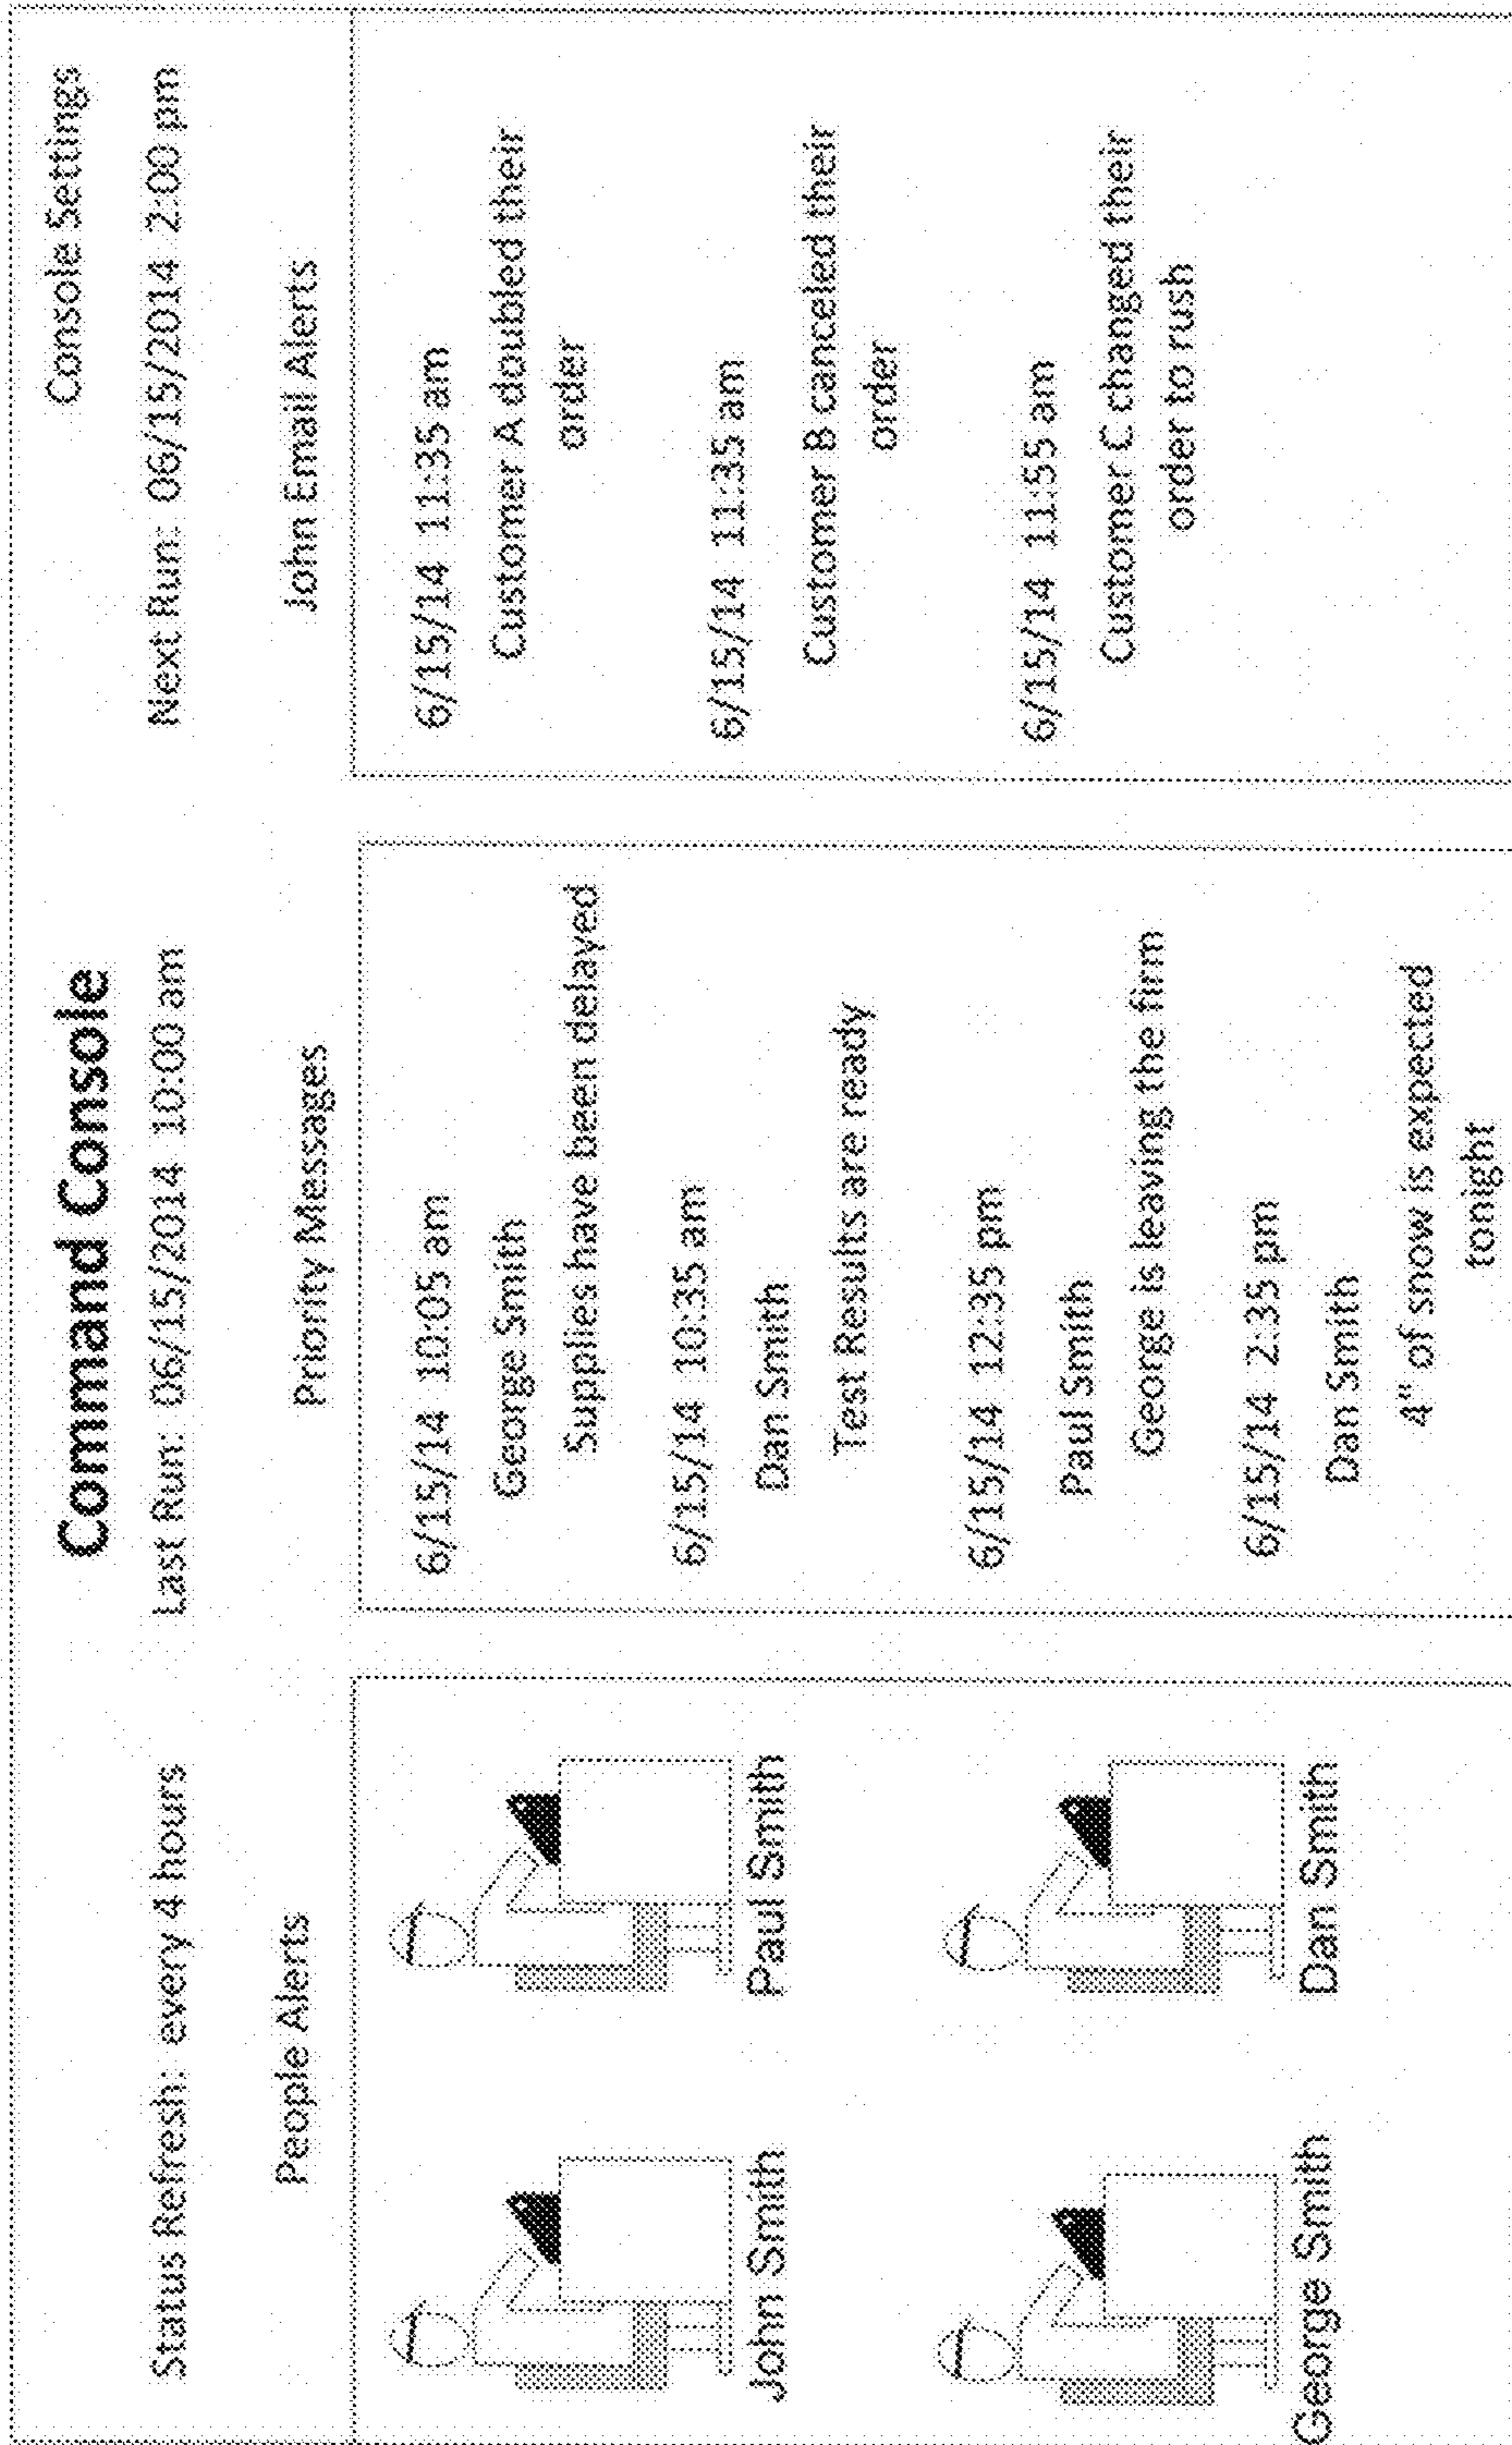 Command Console
Console Settings
Status Refresh: every 4 hours
Last Run: 06/15/2014 10:00 am
Next Run: 06/15/2014 2:00 pm
People Alerts
John Smith
Paul Smith
George Smith
Dan Smith
Priority Messages
6/15/14 10:05 am
George Smith
Supplies have been delayed
6/15/14 10:35 am
Dan Smith
Test Results are ready
6/15/14 12:35 pm
Paul Smith
George is leaving the firm
6/15/14 2:35 pm
Dan Smith
4" of snow is expected
tonight
John Email Alerts
6/15/14 11:35 am
Customer A doubled their
order
6/15/14 11:35 am
Customer B canceled their
order
6/15/14 11:55 am
Customer C changed their
order to rush